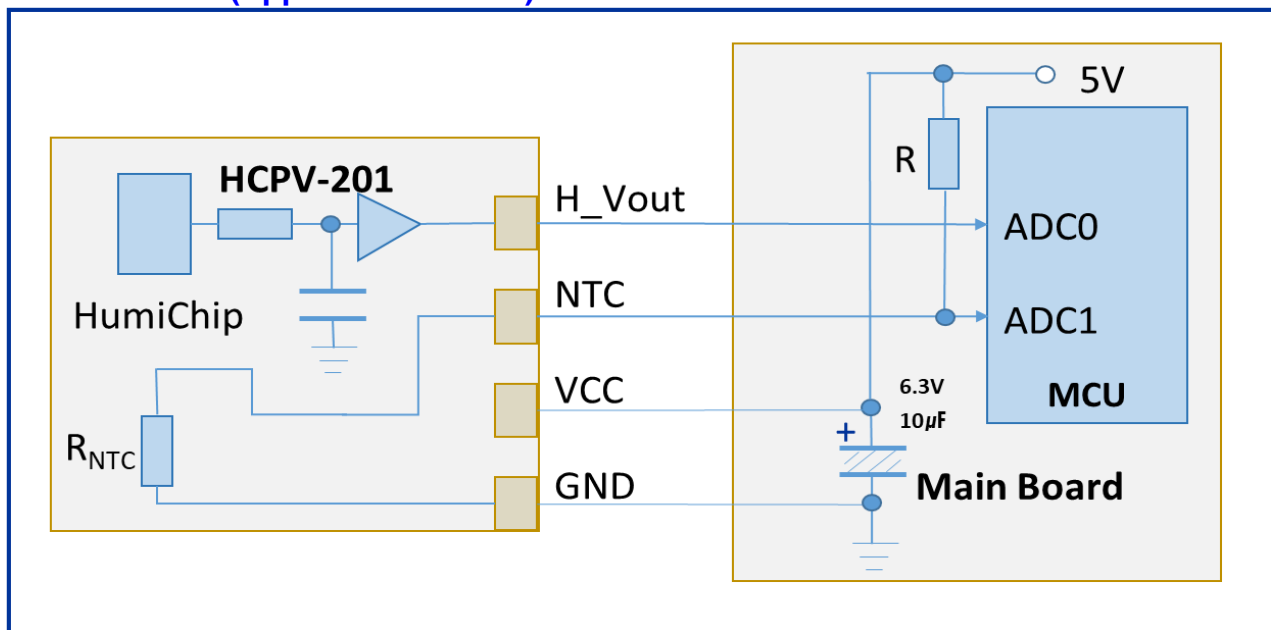 5V
R
HCPV-201
H_Vout
ADC0
HumiChip
NTC
ADC1
VCC
6.3V
10μF
MCU
+
RNTC
GND
Main Board